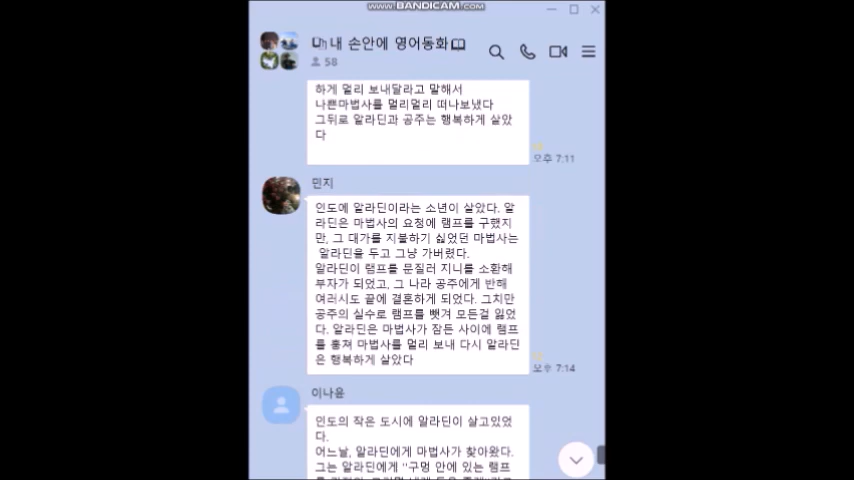 www.BANDICAM.com
내 손안에 영어동화
58
하게 멀리 보내달라고 말해서
나쁜마법사를 멀리멀리 떠나보냈다
그뒤로 알라딘과 공주는 행복하게 살았
다
오후 7:11
민지
인도에 알라딘이라는 소년이 살았다. 알
라딘은 마법사의 요청에 램프를 구했지
만, 그 대가를 지불하기 싫었던 마법사는
알라딘을 두고 그냥 가버렸다.
알라딘이 램프를 문질러 지니를 소환해
부자가 되었고, 그 나라 공주에게 반해
여러시도 끝에 결혼하게 되었다. 그치만
공주의 실수로 램프를 뺏겨 모든걸 잃었
다. 알라딘은 마법사가 잠든 사이에 램프
를 훔쳐 마법사를 멀리 보내 다시 알라딘
은 행복하게 살았다
오후 7:14
이나윤
인도의 작은 도시에 알라딘이 살고있었
다.
어느날, 알라딘에게 마법사가 찾아왔다.
그는 알라딘에게 "구멍 안에 있는 램프